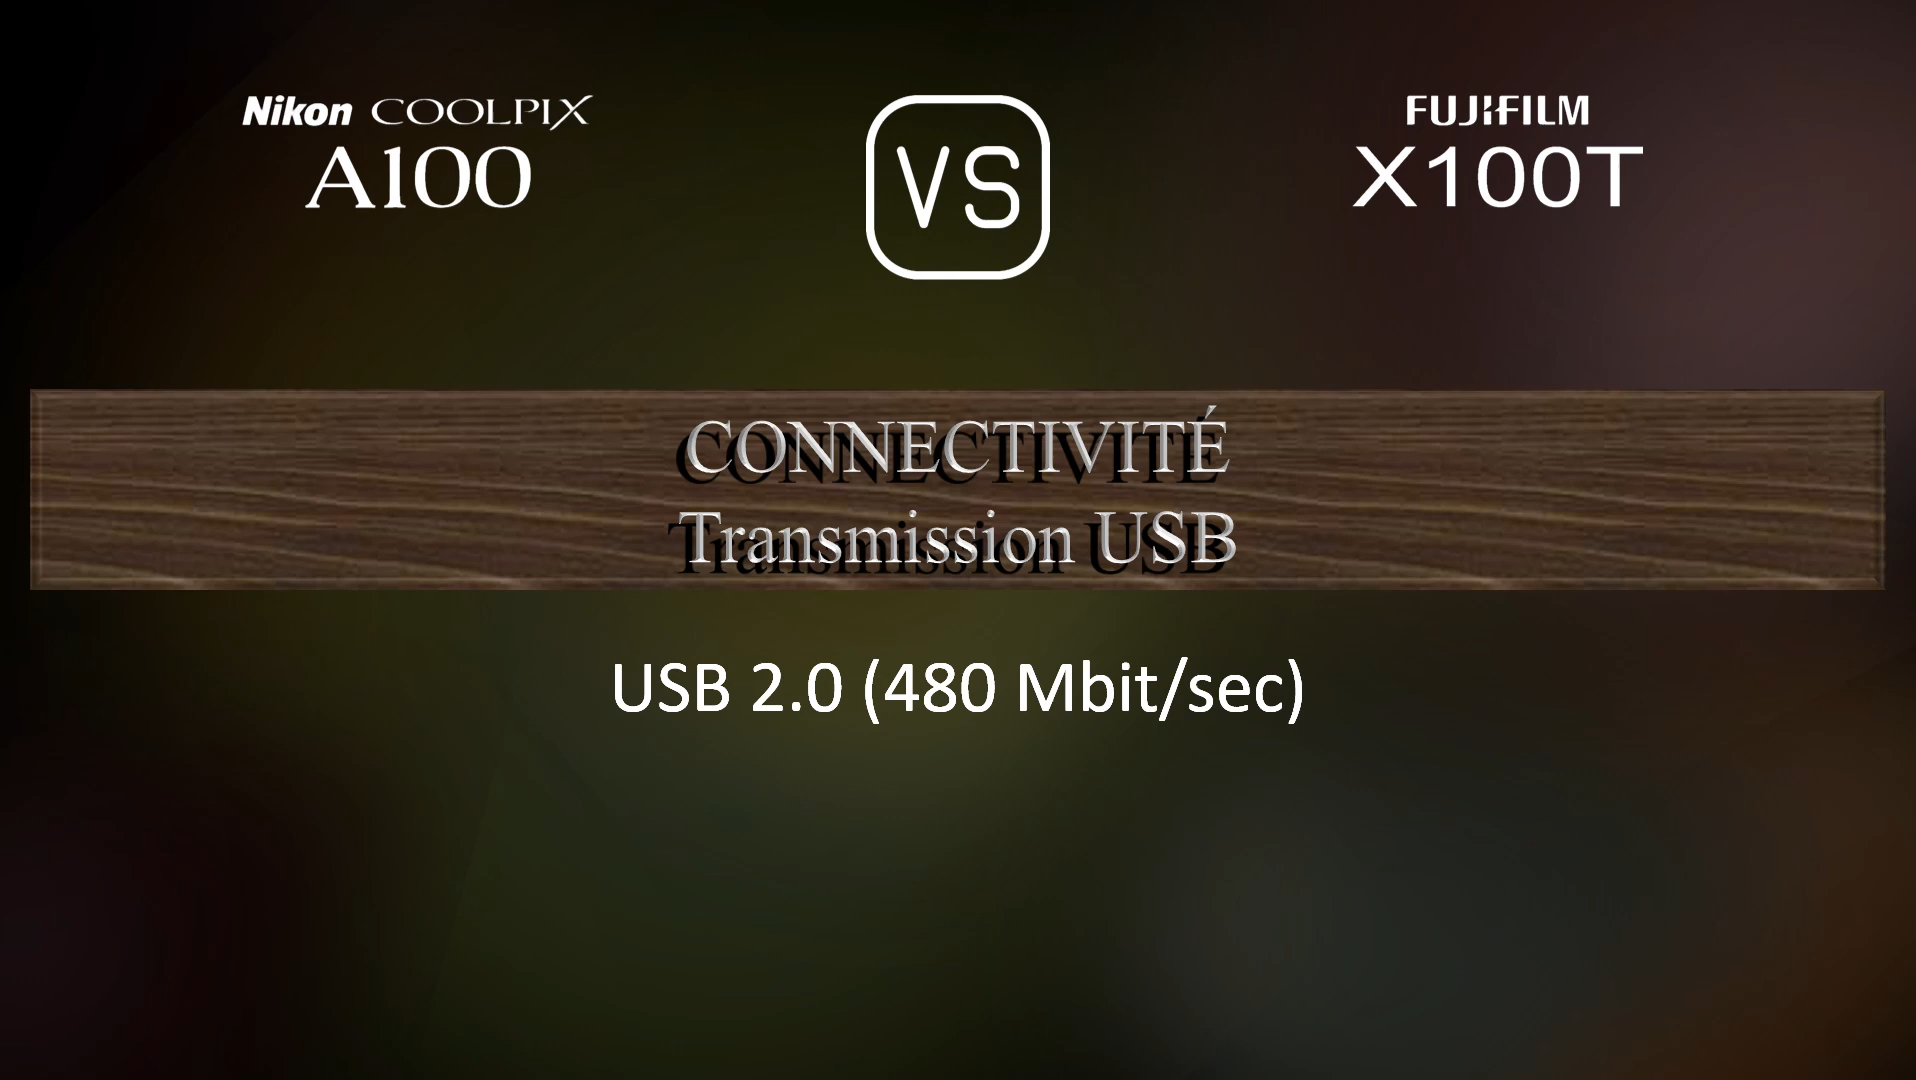 Nikon COOLPIX
A100
VS
FUJIFILM
X100T
CONNECTIVITÉ
Transmission USB
USB 2.0 (480 Mbit/sec)